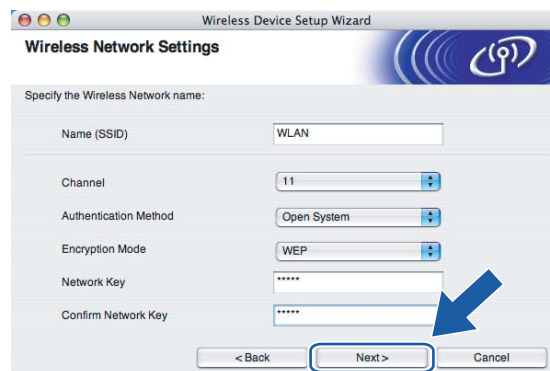 Wireless Device Setup Wizard
Wireless Network Settings
Specify the Wireless Network name:
Name (SSID) WLAN
Channel 11
Authentication Method Open System
Encryption Mode WEP
Network Key *****
Confirm Network Key *****
< Back Next > Cancel